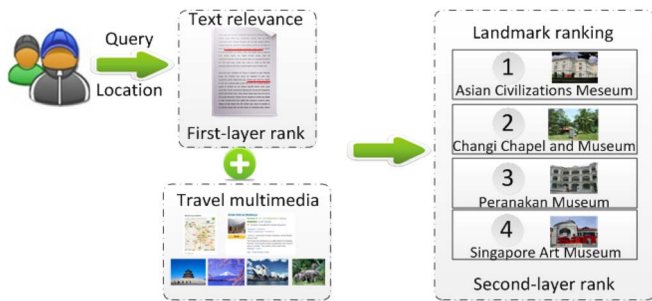 Query
Location
Text relevance
First-layer rank
Travel multimedia
Landmark ranking
1
Asian Civilizations Meseum
2
Changi Chapel and Museum
3
Peranakan Museum
4
Singapore Art Museum
Second-layer rank